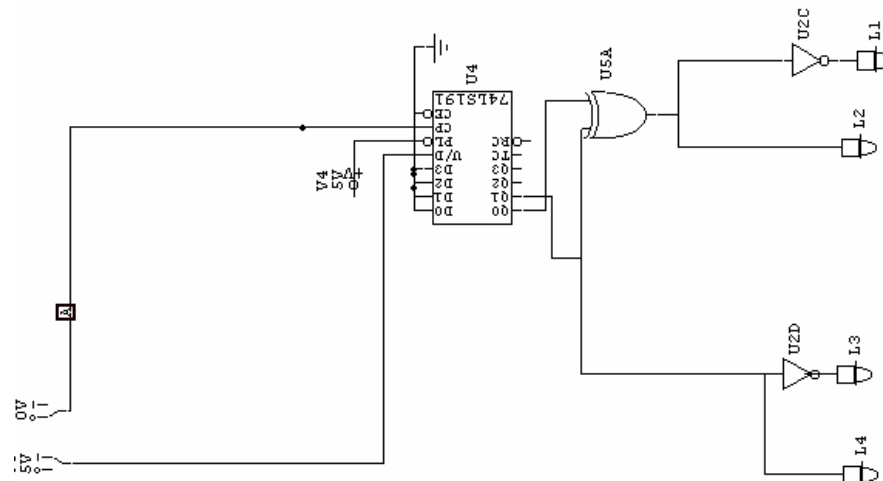 U2C
L1
U4
U5A
74LS191
CE
CP
PL
U/D
D3
D2
D1
D0
RC
TC
Q3
Q2
Q1
Q0
L2
V4
5V
+
A
U2D
L3
0V
5V
L4